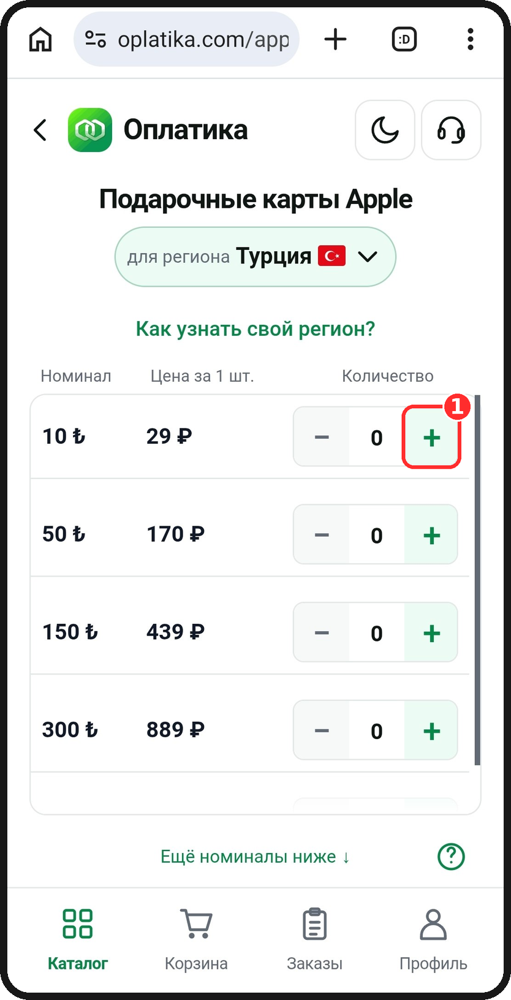 oplatika.com/app
:D
Оплатика
Подарочные карты Apple
для региона Турция
Как узнать свой регион?
Номинал Цена за 1 шт. Количество
1
10 ₺ 29 ₽ − 0 +
50 ₺ 170 ₽ − 0 +
150 ₺ 439 ₽ − 0 +
300 ₺ 889 ₽ − 0 +
Ещё номиналы ниже ↓ ?
Каталог Корзина Заказы Профиль